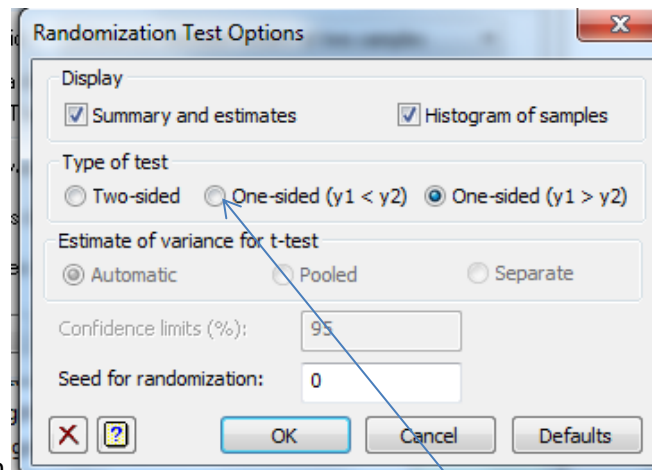 Randomization Test Options
Display
Summary and estimates Histogram of samples
Type of test
Two-sided One-sided (y1 < y2) One-sided (y1 > y2)
Estimate of variance for t-test
Automatic Pooled Separate
Confidence limits (%): 95
Seed for randomization: 0
OK Cancel Defaults